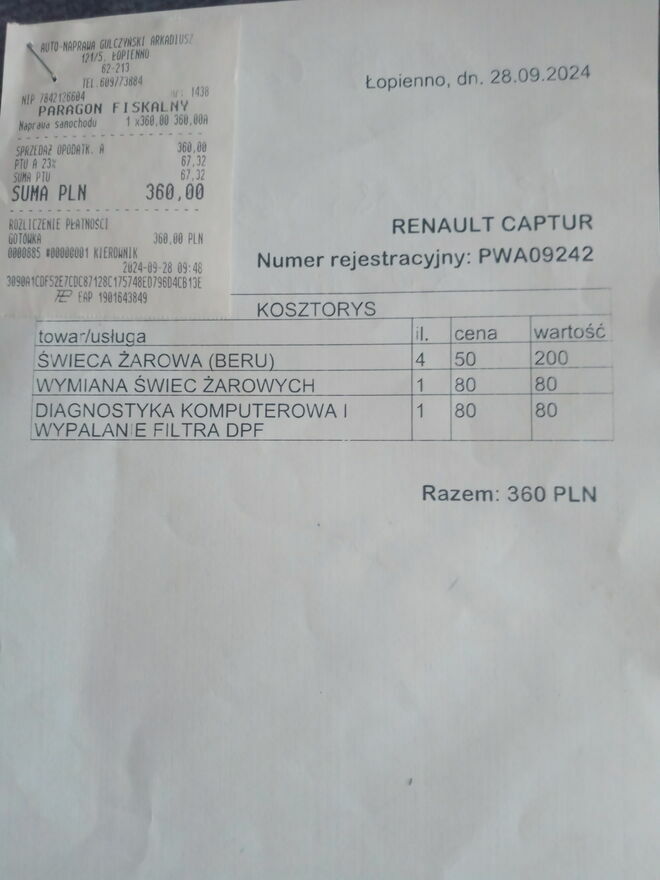 AUTO-NAPRAWA GULCZYŃSKI ARKADIUSZ
121/5, ŁOPIENNO
62-213
TEL.609/73884
NIP 7842126604 nr: 1438
PARAGON FISKALNY
Naprawa samochodu 1 x360,00 360,00A
SPRZEDAŻ OPODATK. A 360,00
PTU A 23% 67,32
SUMA PTU 67,32
SUMA PLN 360,00
ROZLICZENIE PŁATNOŚCI
GOTÓWKA 360,00 PLN
0000885 #00000001 KIEROWNIK
2024-09-28 09:48
3090A1CDF52E7CDC87128C175748ED796D4CB13E
EAP 1901643849
Łopienno, dn. 28.09.2024
RENAULT CAPTUR
Numer rejestracyjny: PWA09242
KOSZTORYS
towar/usługa il. cena wartość
ŚWIECA ŻAROWA (BERU) 4 50 200
WYMIANA ŚWIEC ŻAROWYCH 1 80 80
DIAGNOSTYKA KOMPUTEROWA I 1 80 80
WYPALANIE FILTRA DPF
Razem: 360 PLN